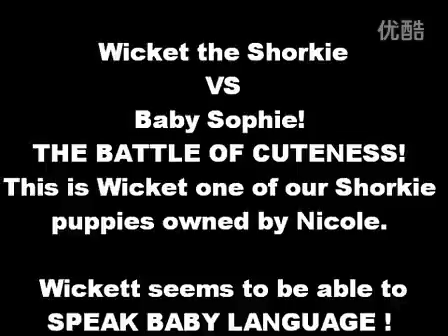 优酷
Wicket the Shorkie
VS
Baby Sophie!
THE BATTLE OF CUTENESS!
This is Wicket one of our Shorkie
puppies owned by Nicole.
Wickett seems to be able to
SPEAK BABY LANGUAGE !